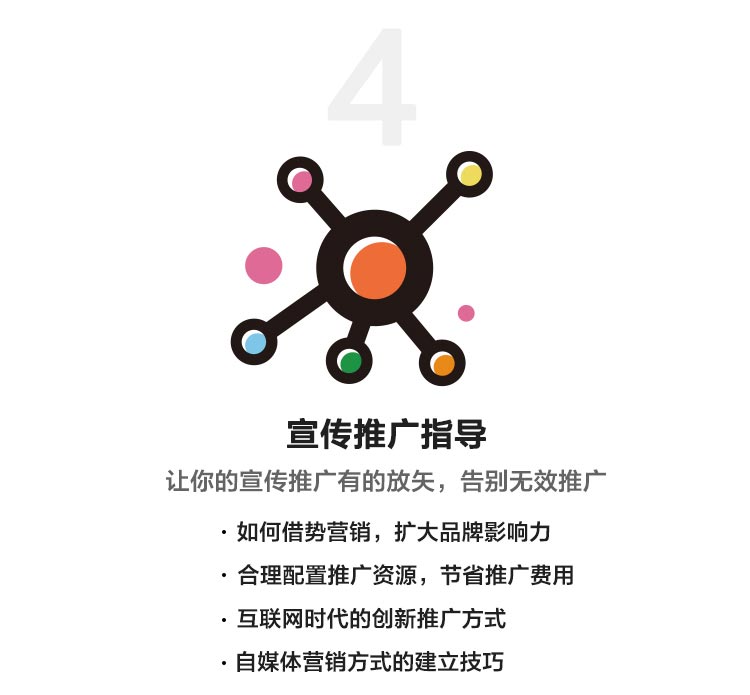 4
宣传推广指导
让你的宣传推广有的放矢，告别无效推广
· 如何借势营销，扩大品牌影响力
· 合理配置推广资源，节省推广费用
· 互联网时代的创新推广方式
· 自媒体营销方式的建立技巧